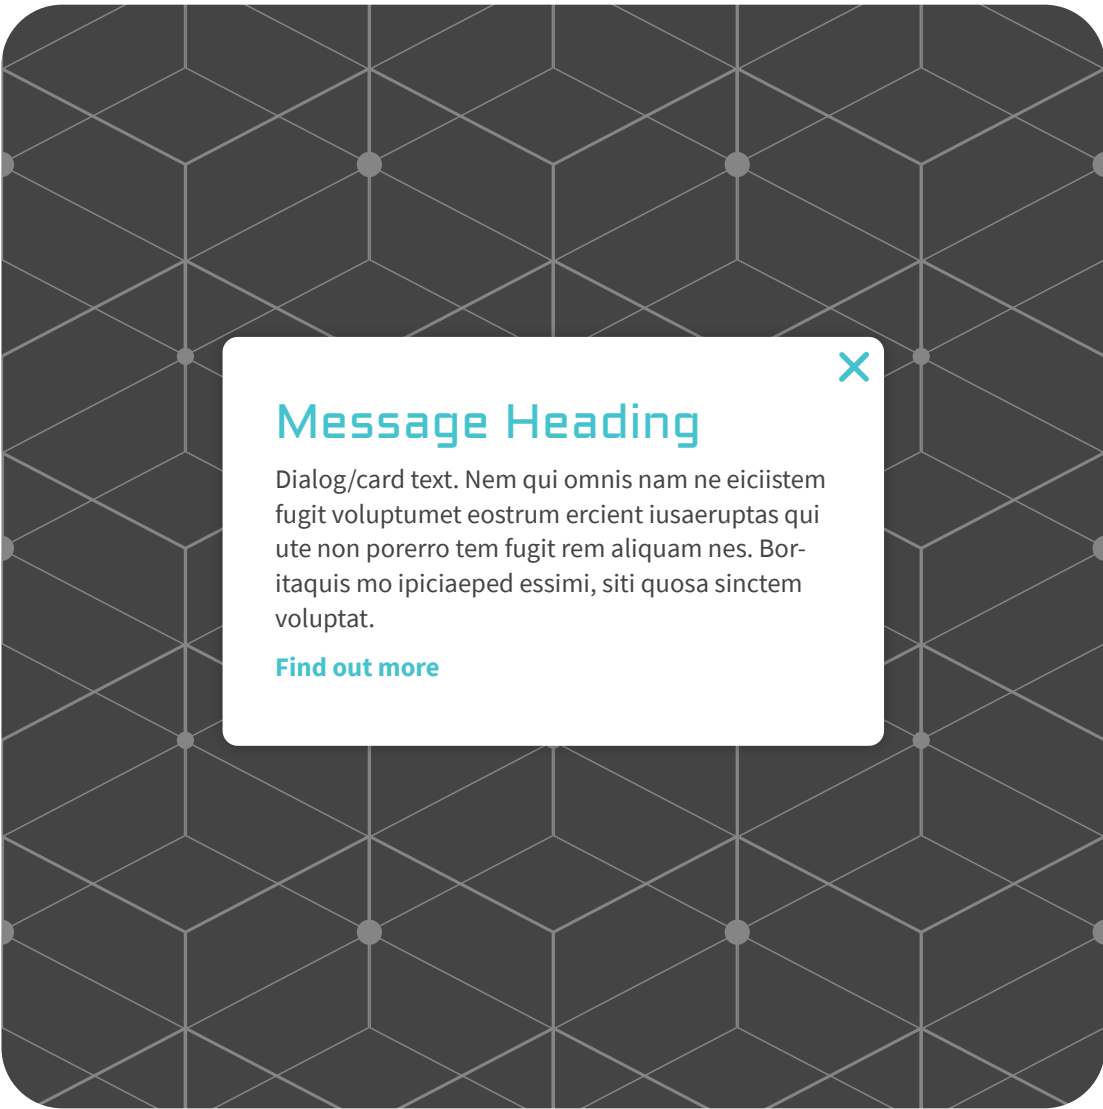 Message Heading
Dialog/card text. Nem qui omnis nam ne eiciistem
fugit voluptumet eostrum ercient iusaeruptas qui
ute non porerro tem fugit rem aliquam nes. Bor-
itaquis mo ipiciaeped essimi, siti quosa sinctem
voluptat.
Find out more